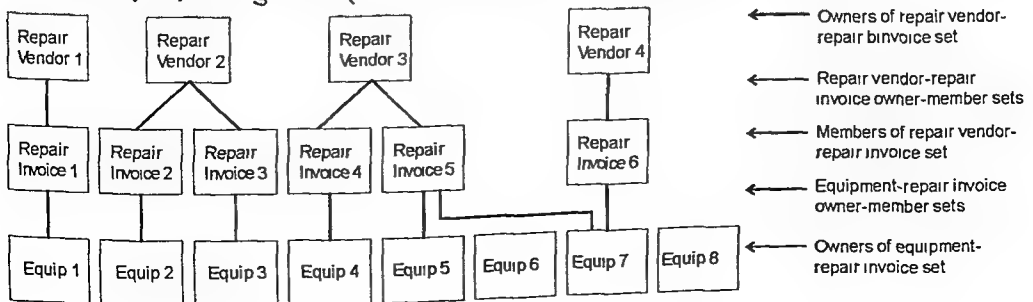 Repair
Vendor 1
Repair
Vendor 2
Repair
Vendor 3
Repair
Vendor 4
Owners of repair vendor-
repair binvoice set
Repair vendor-repair
invoice owner-member sets
Repair
Invoice 1
Repair
Invoice 2
Repair
Invoice 3
Repair
Invoice 4
Repair
Invoice 5
Repair
Invoice 6
Members of repair vendor-
repair invoice set
Equipment-repair invoice
owner-member sets
Equip 1
Equip 2
Equip 3
Equip 4
Equip 5
Equip 6
Equip 7
Equip 8
Owners of equipment-
repair invoice set